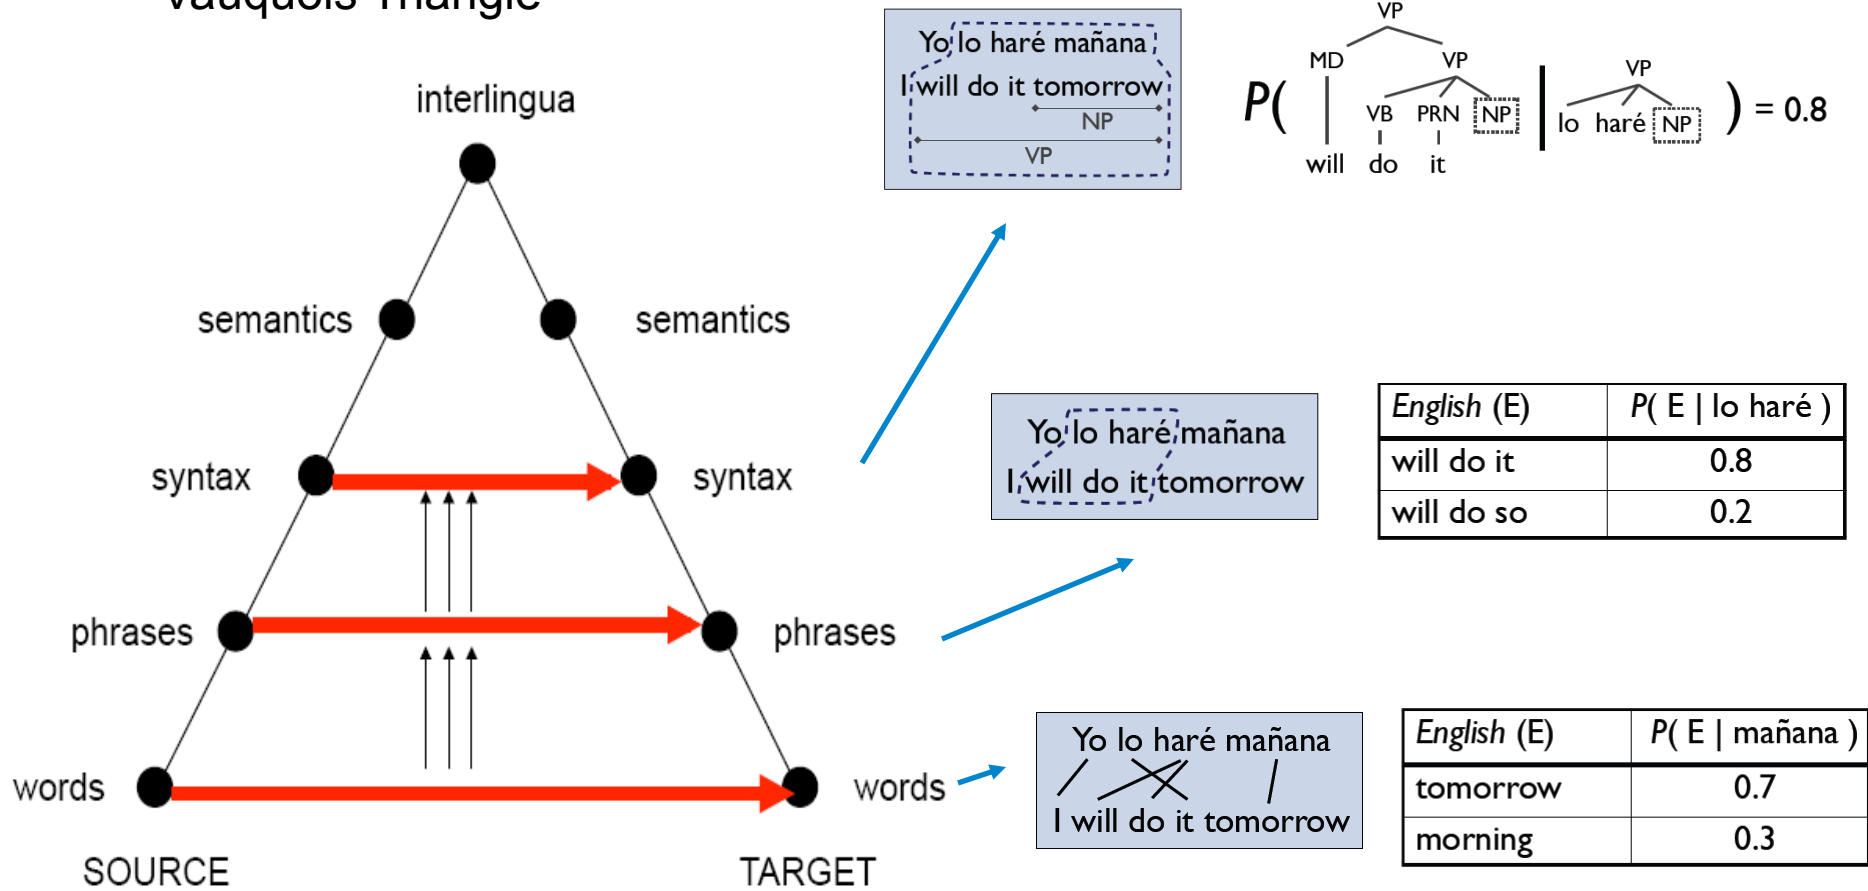 Vauquois Triangle
interlingua
semantics
semantics
syntax
syntax
phrases
phrases
words
words
SOURCE
TARGET
Yo lo haré mañana
I will do it tomorrow
NP
VP
VP
MD
VP
VB
PRN
NP
will
do
it
P(
VP
lo haré NP
) = 0.8
Yo lo haré mañana
I will do it tomorrow
English (E) P( E | lo haré )
will do it 0.8
will do so 0.2
Yo lo haré mañana
I will do it tomorrow
English (E) P( E | mañana )
tomorrow 0.7
morning 0.3